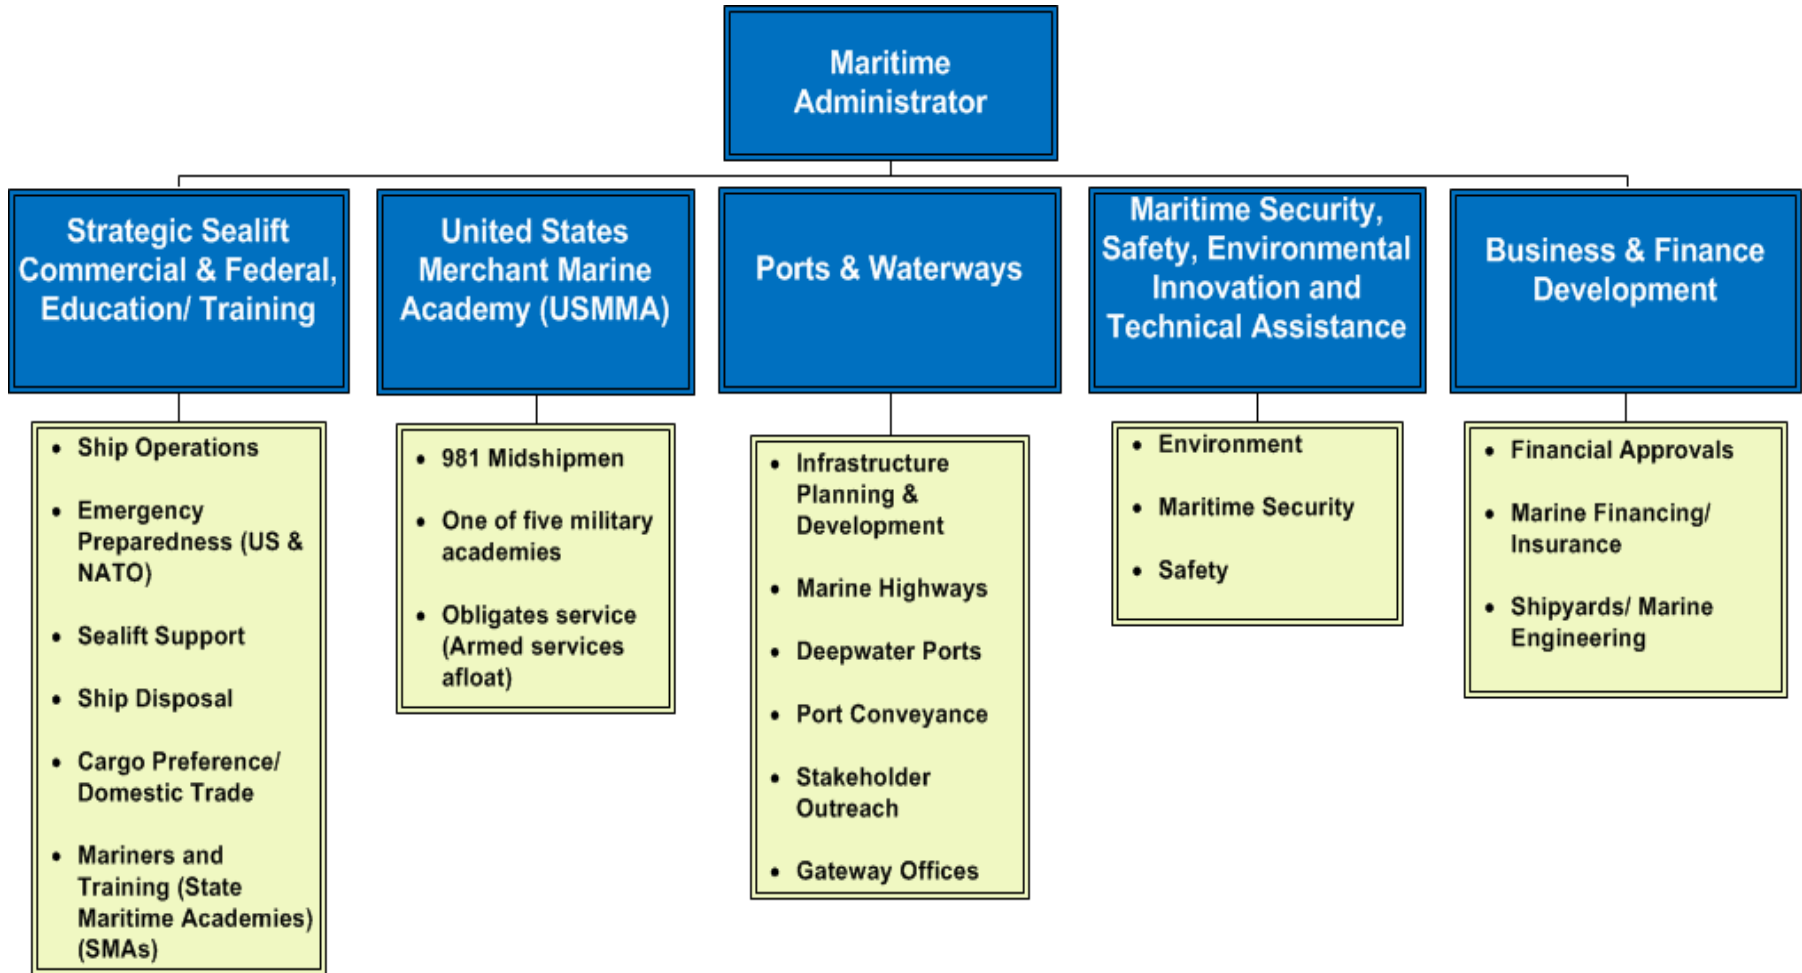 Maritime
Administrator
Strategic Sealift
Commercial & Federal,
Education/ Training
United States
Merchant Marine
Academy (USMMA)
Ports & Waterways
Maritime Security,
Safety, Environmental
Innovation and
Technical Assistance
Business & Finance
Development
• Ship Operations
• Emergency
Preparedness (US &
NATO)
• Sealift Support
• Ship Disposal
• Cargo Preference/
Domestic Trade
• Mariners and
Training (State
Maritime Academies)
(SMAs)
• 981 Midshipmen
• One of five military
academies
• Obligates service
(Armed services
afloat)
• Infrastructure
Planning &
Development
• Marine Highways
• Deepwater Ports
• Port Conveyance
• Stakeholder
Outreach
• Gateway Offices
• Environment
• Maritime Security
• Safety
• Financial Approvals
• Marine Financing/
Insurance
• Shipyards/ Marine
Engineering